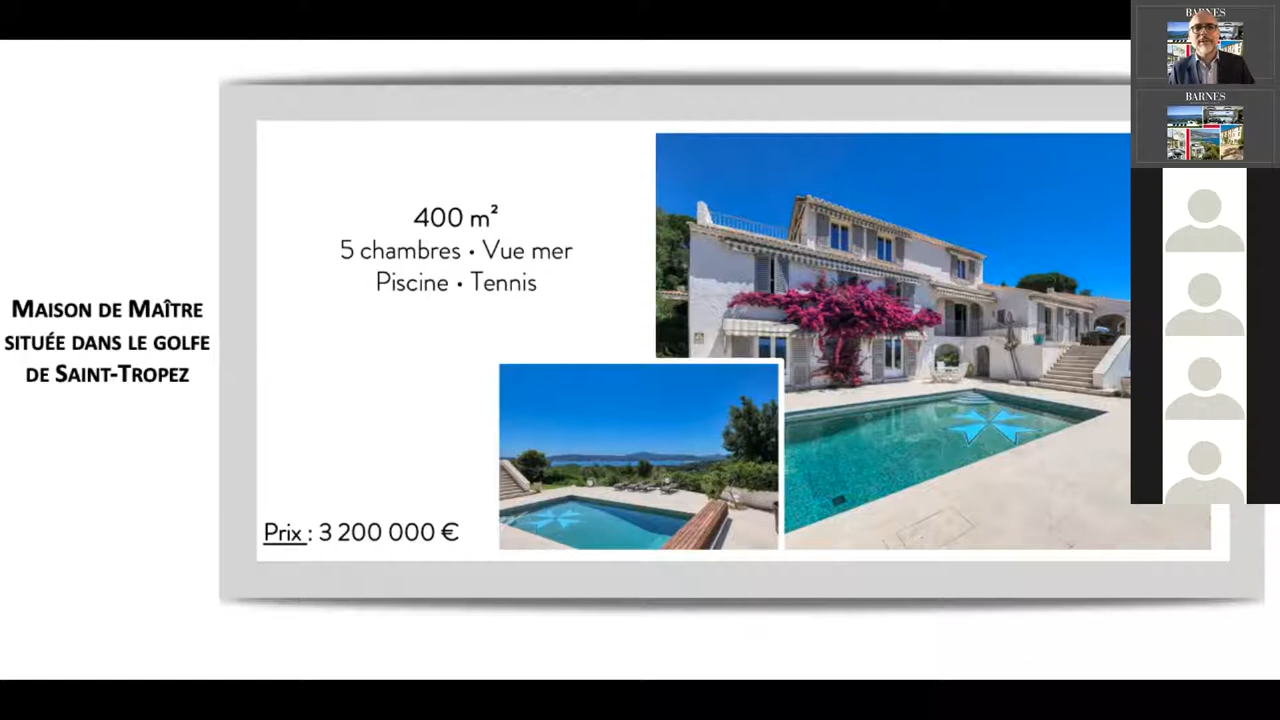 MAISON DE MAÎTRE
SITUÉE DANS LE GOLFE
DE SAINT-TROPEZ
400 m²
5 chambres • Vue mer
Piscine • Tennis
Prix : 3 200 000 €
BARNES
BARNES